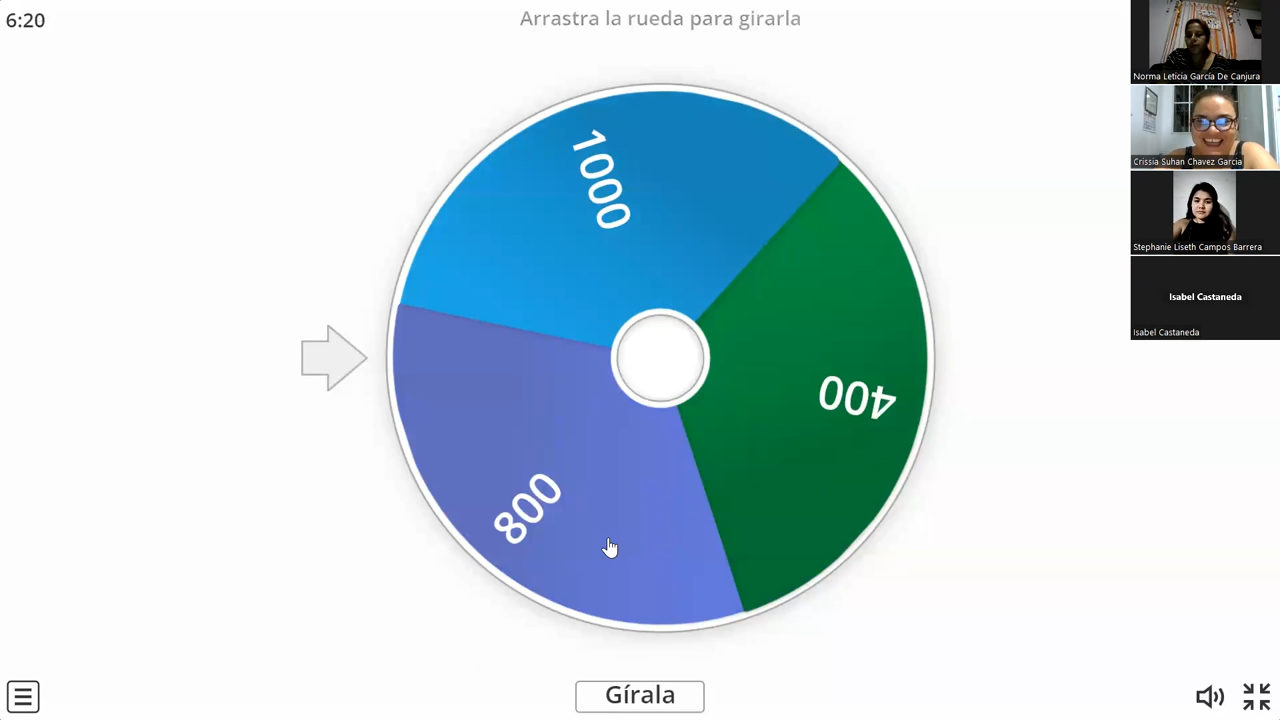 6:20
Arrastra la rueda para girarla
1000
400
800
Gírala
Norma Leticia García De Canjura
Crissia Suhan Chavez Garcia
Stephanie Liseth Campos Barrera
Isabel Castaneda
Isabel Castaneda